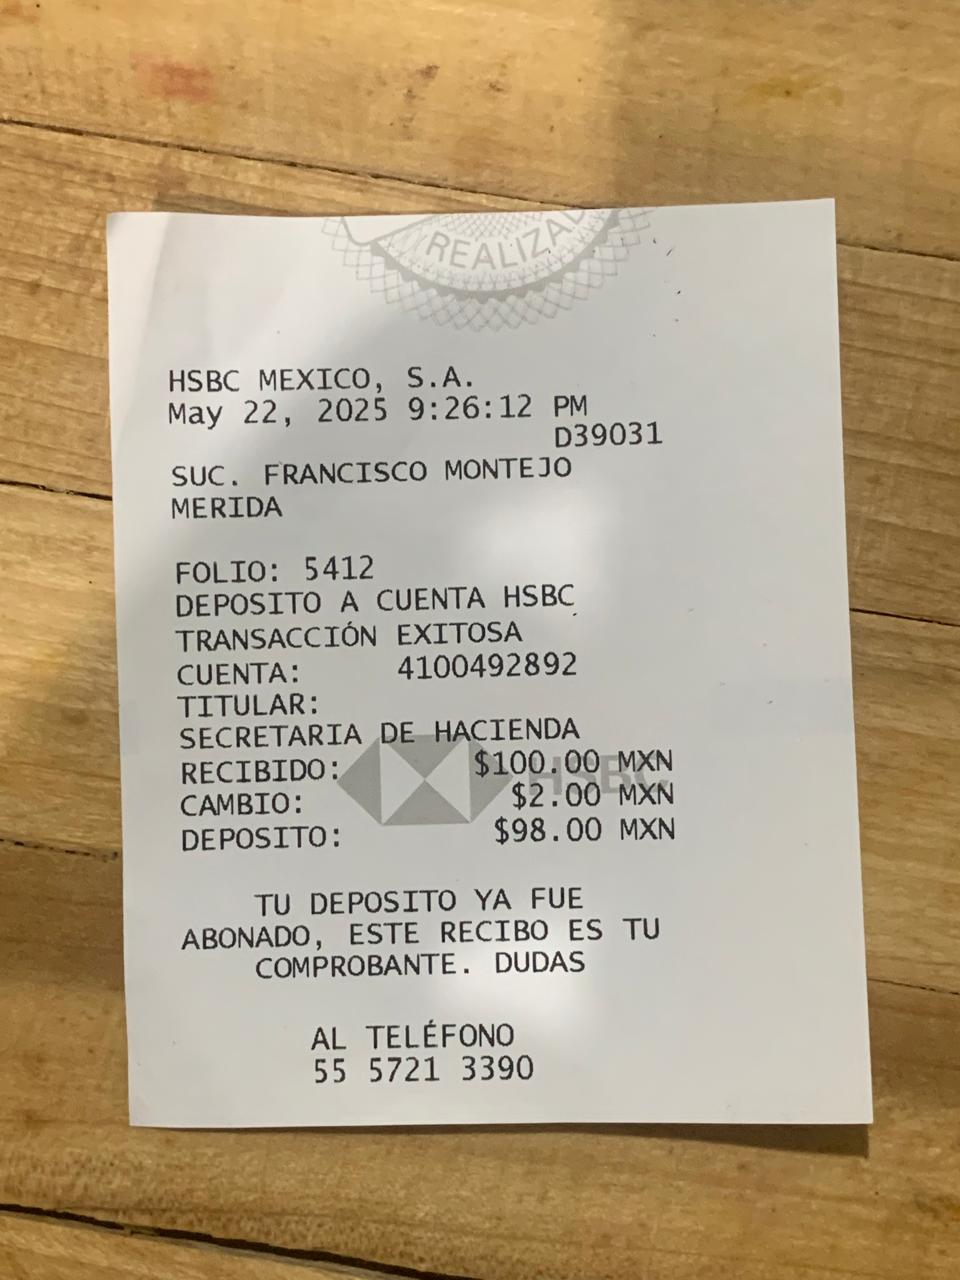 REALIZAD
HSBC MEXICO, S.A.
May 22, 2025 9:26:12 PM
D39031
SUC. FRANCISCO MONTEJO
MERIDA
FOLIO: 5412
DEPOSITO A CUENTA HSBC
TRANSACCIÓN EXITOSA
CUENTA: 4100492892
TITULAR:
SECRETARIA DE HACIENDA
RECIBIDO: $100.00 MXN
HSBC
CAMBIO: $2.00 MXN
DEPOSITO: $98.00 MXN
TU DEPOSITO YA FUE
ABONADO, ESTE RECIBO ES TU
COMPROBANTE. DUDAS
AL TELÉFONO
55 5721 3390